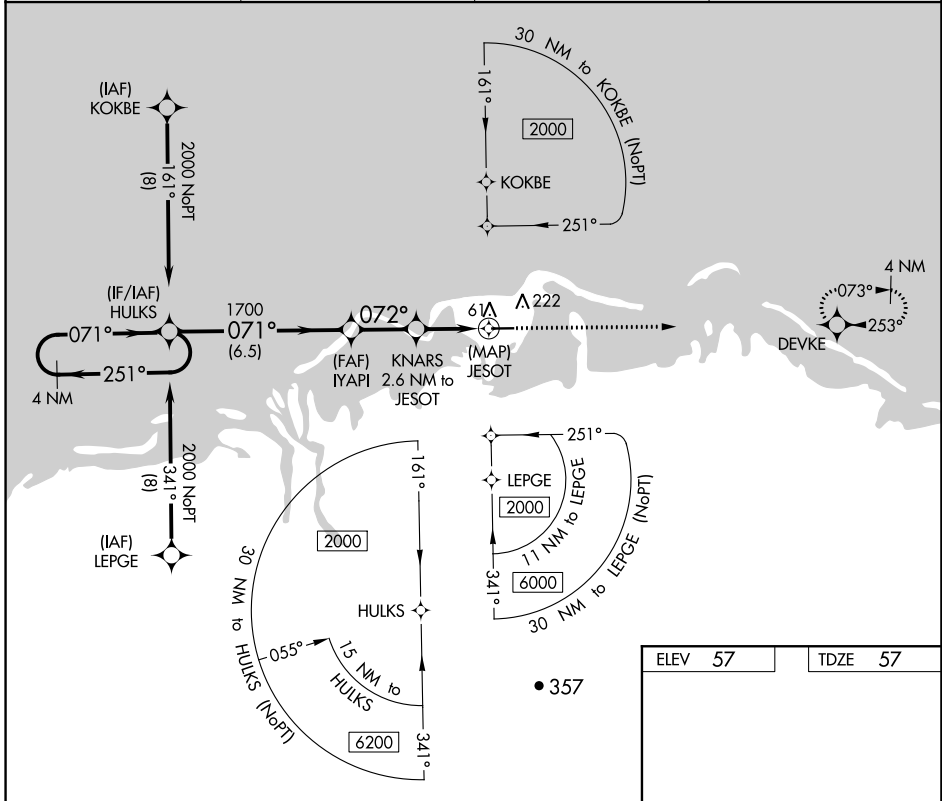 (IAF)
KOKBE
2000 NoPT
161°
(8)
30 NM to KOKBE (NoPT)
161°
2000
KOKBE
251°
(IF/IAF)
HULKS
071°
251°
4 NM
1700
071°
(6.5)
072°
(FAF)
IYAPI
KNARS
2.6 NM to
JESOT
61
222
(MAP)
JESOT
4 NM
073°
253°
DEVKE
2000 NoPT
341°
(8)
(IAF)
LEPGE
161°
2000
HULKS
30 NM to HULKS (NoPT)
055°
15 NM to
HULKS
6200
341°
251°
LEPGE
2000
11 NM to LEPGE
6000
341°
30 NM to LEPGE (NoPT)
357
ELEV 57
TDZE 57